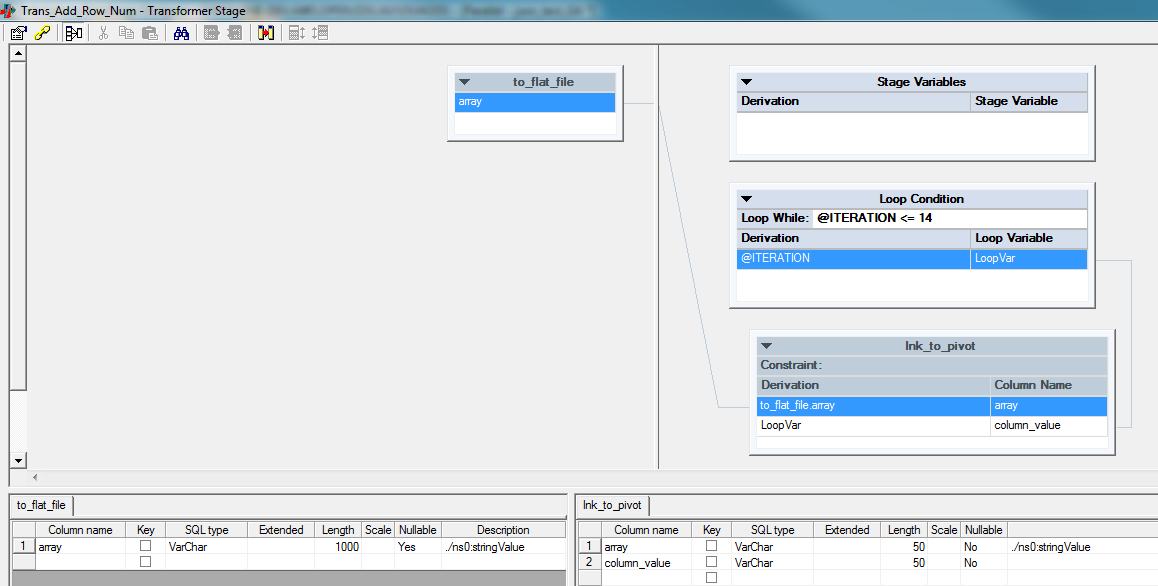 Trans_Add_Row_Num - Transformer Stage
to_flat_file
array
Stage Variables
Derivation Stage Variable
Loop Condition
Loop While: @ITERATION <= 14
Derivation Loop Variable
@ITERATION LoopVar
lnk_to_pivot
Constraint:
Derivation Column Name
to_flat_file.array array
LoopVar column_value
to_flat_file
Column name Key SQL type Extended Length Scale Nullable Description
1 array VarChar 1000 Yes ./ns0:stringValue
lnk_to_pivot
Column name Key SQL type Extended Length Scale Nullable
1 array VarChar 50 No ./ns0:stringValue
2 column_value VarChar 50 No